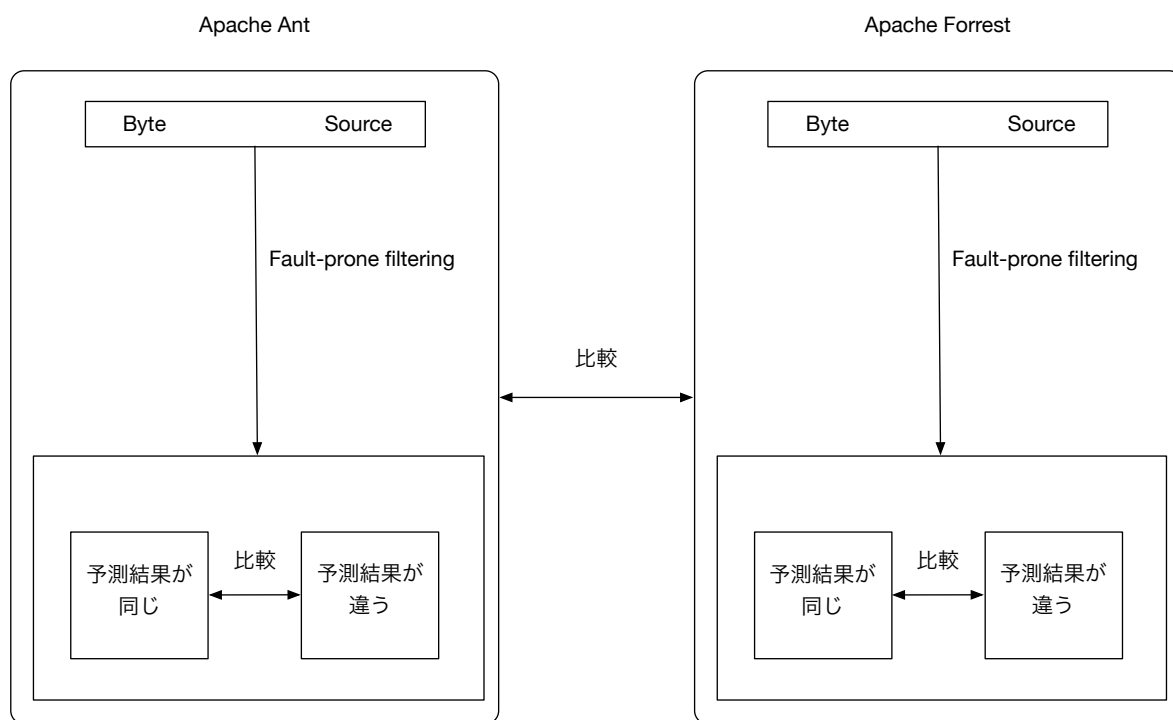 Apache Ant
Apache Forrest
Byte Source
Byte Source
Fault-prone filtering
Fault-prone filtering
比較
予測結果が
同じ
比較
予測結果が
違う
予測結果が
同じ
比較
予測結果が
違う